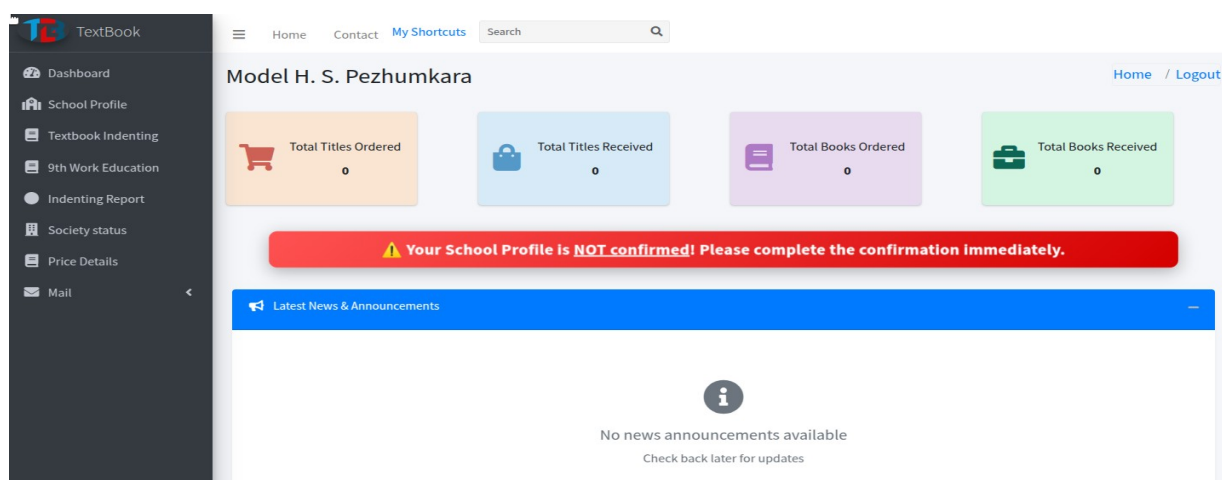 TextBook
Home Contact My Shortcuts Search
Dashboard
School Profile
Textbook Indenting
9th Work Education
Indenting Report
Society status
Price Details
Mail
Model H. S. Pezhumkara
Home / Logout
Total Titles Ordered
0
Total Titles Received
0
Total Books Ordered
0
Total Books Received
0
⚠ Your School Profile is NOT confirmed! Please complete the confirmation immediately.
Latest News & Announcements
No news announcements available
Check back later for updates